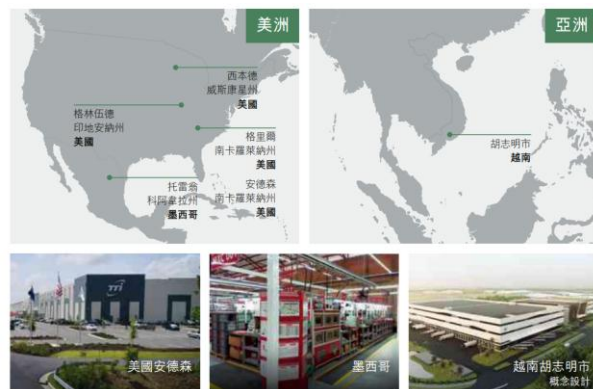 美洲
亞洲
西本德
威斯康星州
美國
格林伍德
印地安納州
美國
格里爾
南卡羅萊納州
美國
托雷翁
科阿韋拉州
墨西哥
安德森
南卡羅萊納州
美國
胡志明市
越南
TTI
美國安德森
墨西哥
越南胡志明市
概念設計